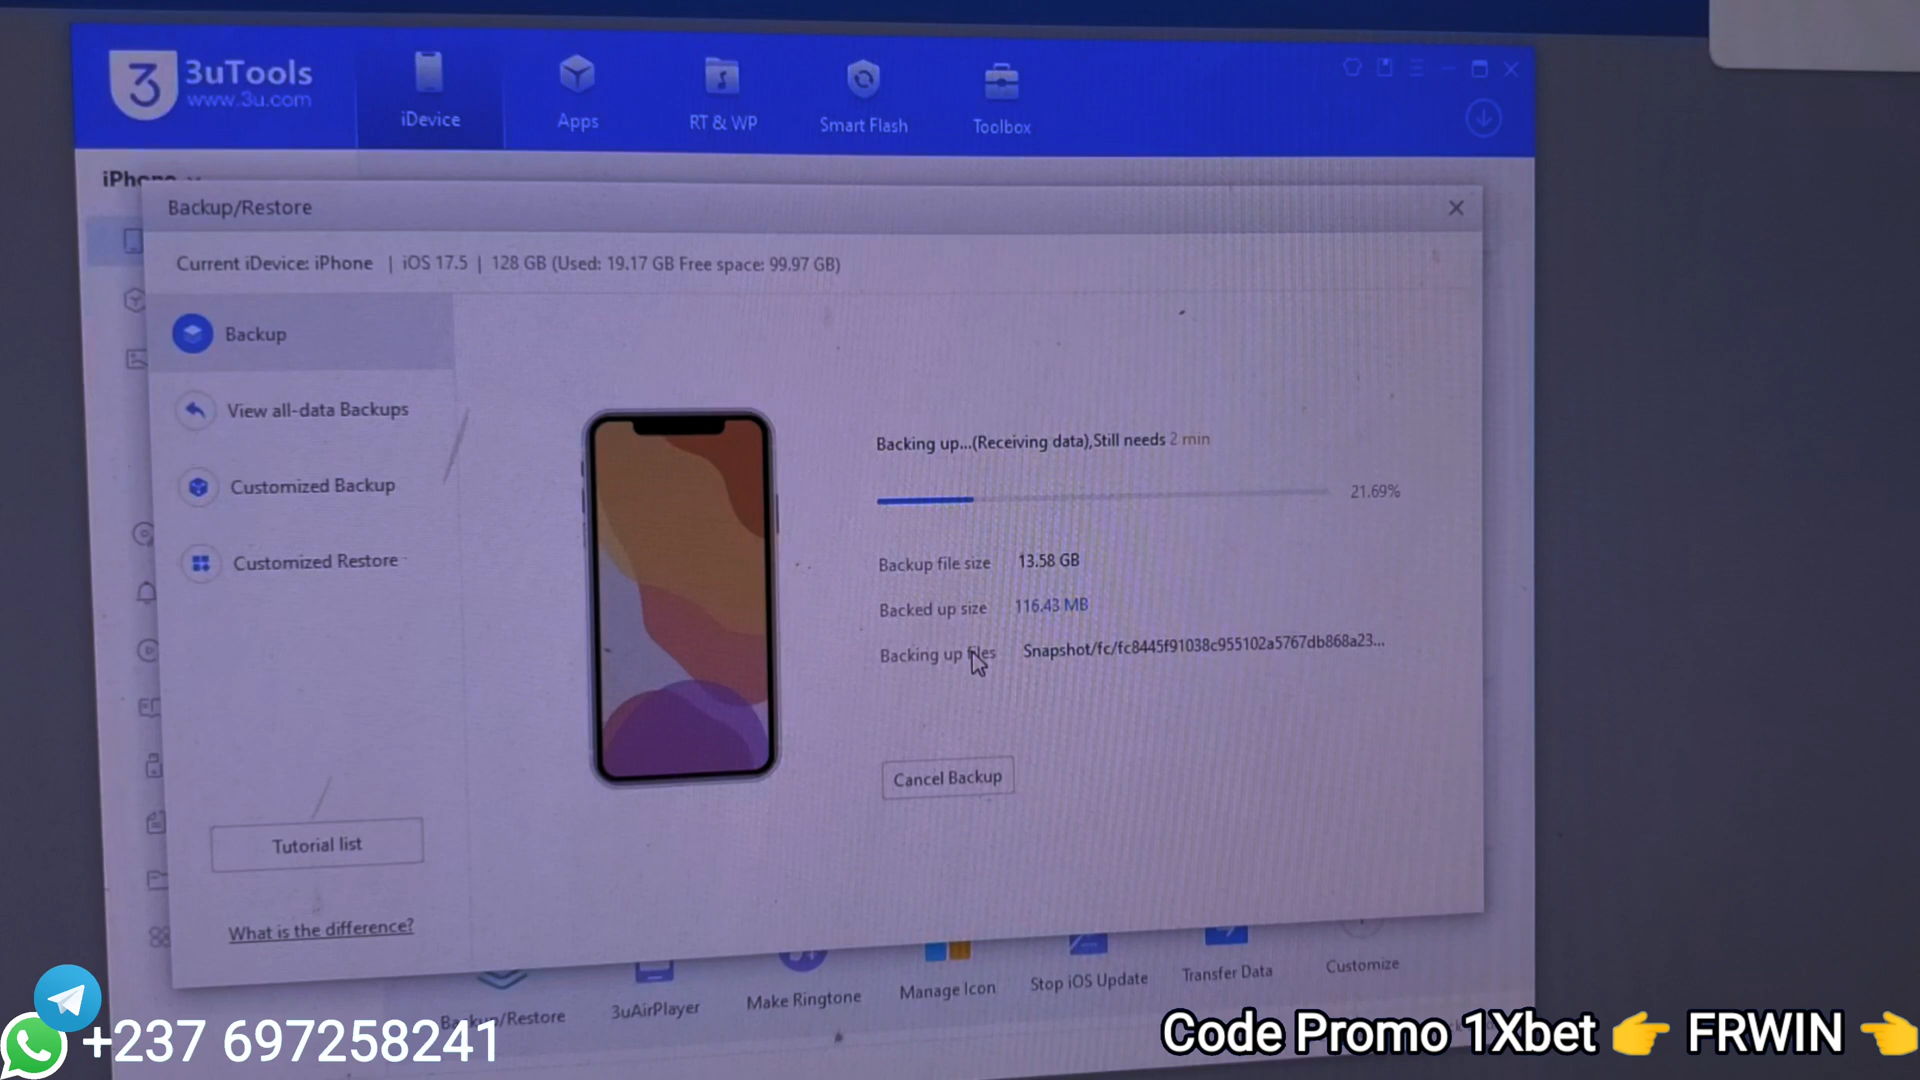 3uTools
www.3u.com
iDevice
Apps
RT & WP
Smart Flash
Toolbox
Backup/Restore
Current iDevice: iPhone | iOS 17.5 | 128 GB (Used: 19.17 GB Free space: 99.97 GB)
Backup
View all-data Backups
Customized Backup
Customized Restore
Backing up...(Receiving data),Still needs 2 min
21.69%
Backup file size 13.58 GB
Backed up size 116.43 MB
Backing up files Snapshot/fc/fc8445f91038c955102a5767db868a23...
Cancel Backup
Tutorial list
What is the difference?
Backup/Restore
3uAirPlayer
Make Ringtone
Manage Icon
Stop iOS Update
Transfer Data
Customize
+237 697258241
Code Promo 1Xbet 👉 FRWIN 👈